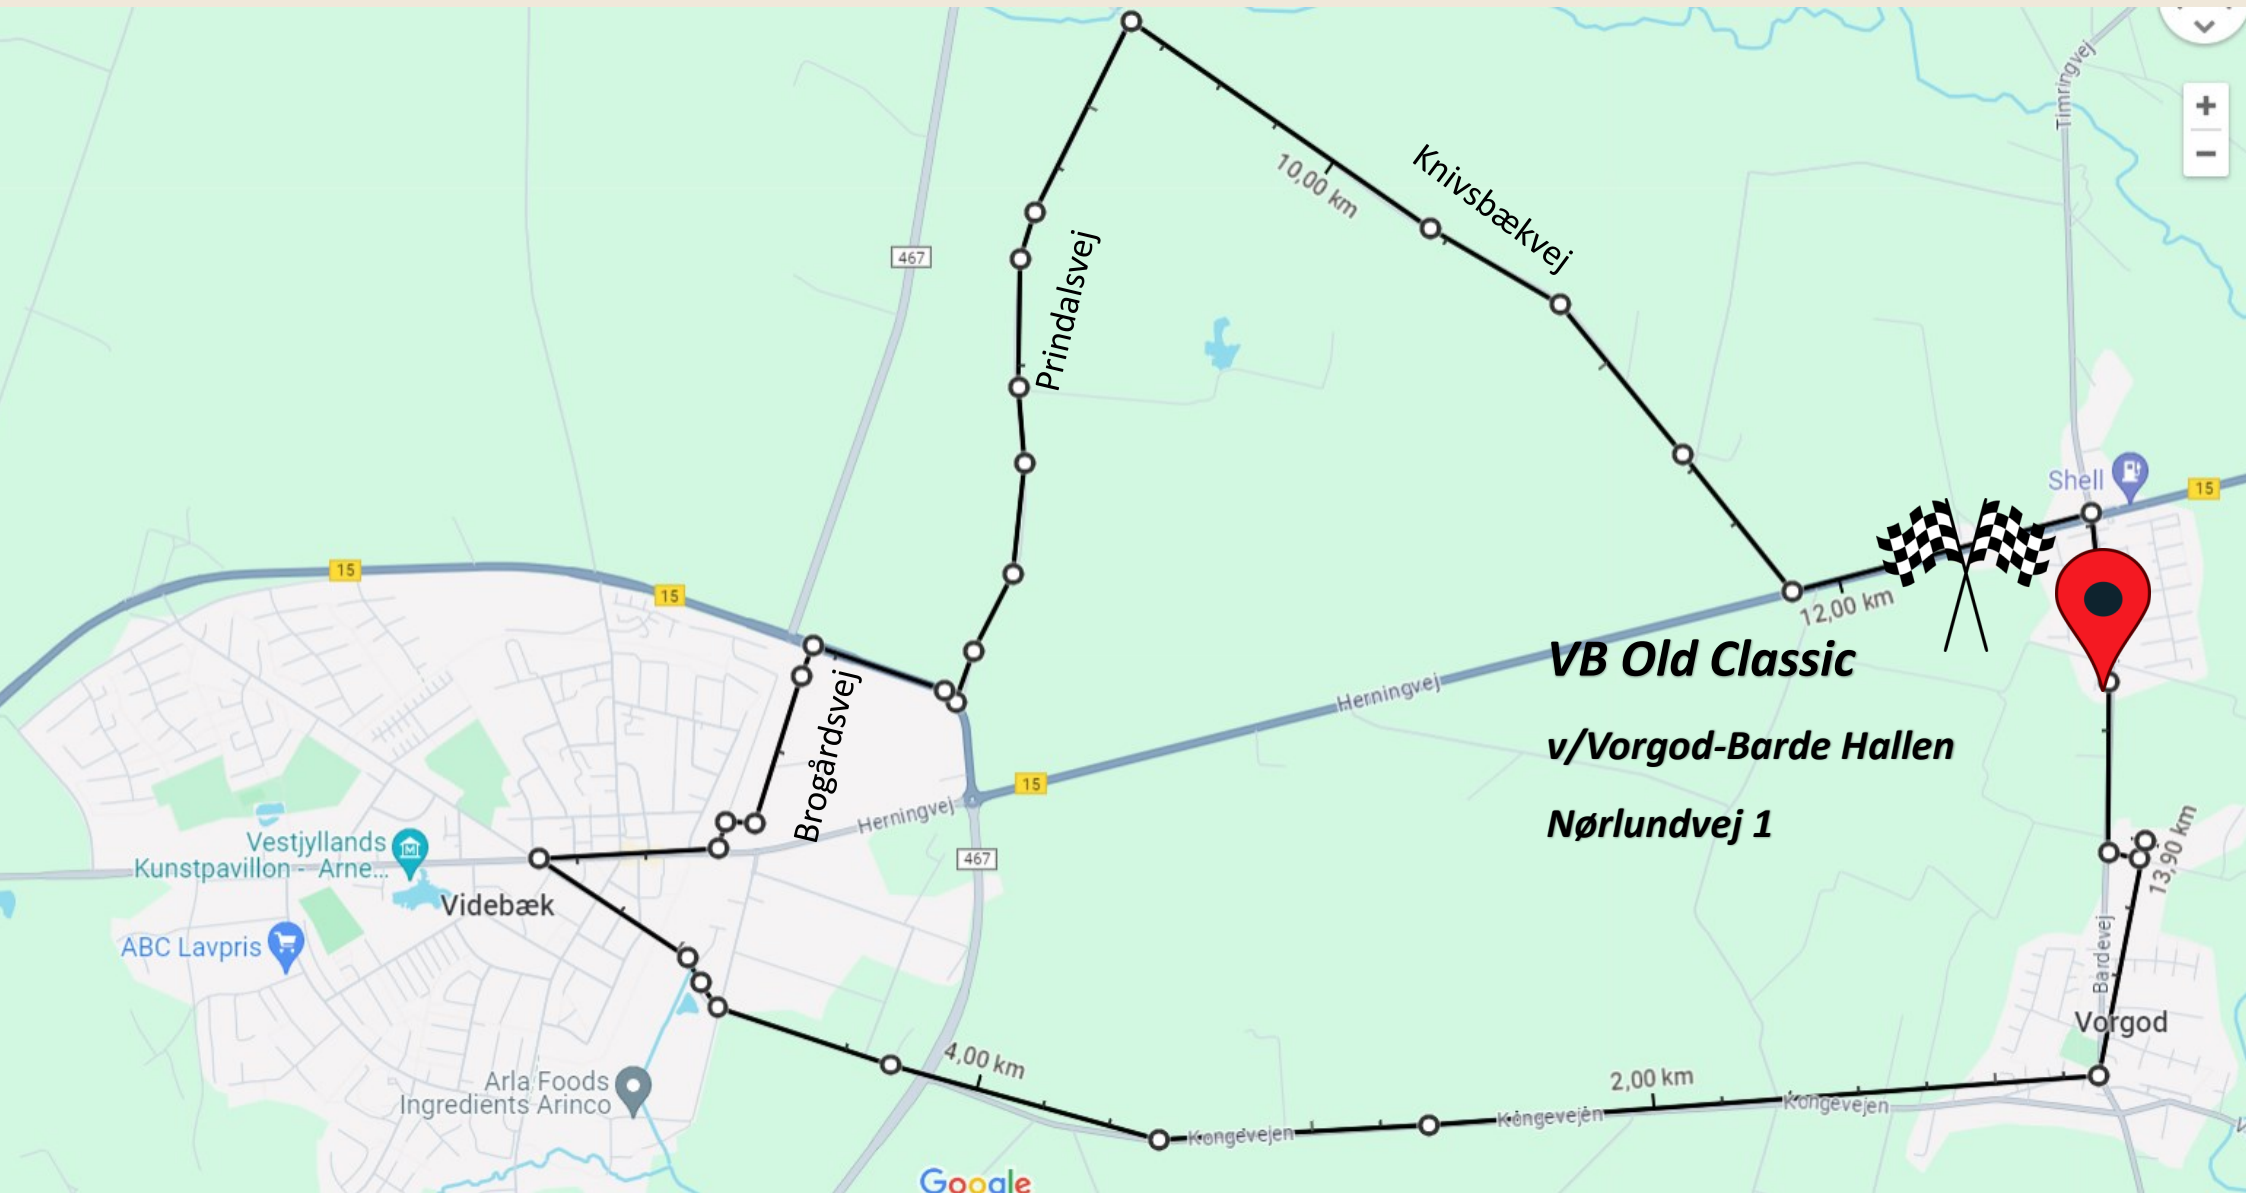 Timringvej
Knivsbækvej
10,00 km
467
Prindalsvej
Shell
15
15
15
12,00 km
VB Old Classic
Herningvej
v/Vorgod-Barde Hallen
Brogårdsvej
15
Herningvej
Nørlundvej 1
Vestjyllands
Kunstpavillon - Arne...
467
13,90 km
Videbæk
ABC Lavpris
Bardevej
Vorgod
4,00 km
Arla Foods
Ingredients Arinco
2,00 km
Kongevejen
Kongevejen
Kongevejen
Google